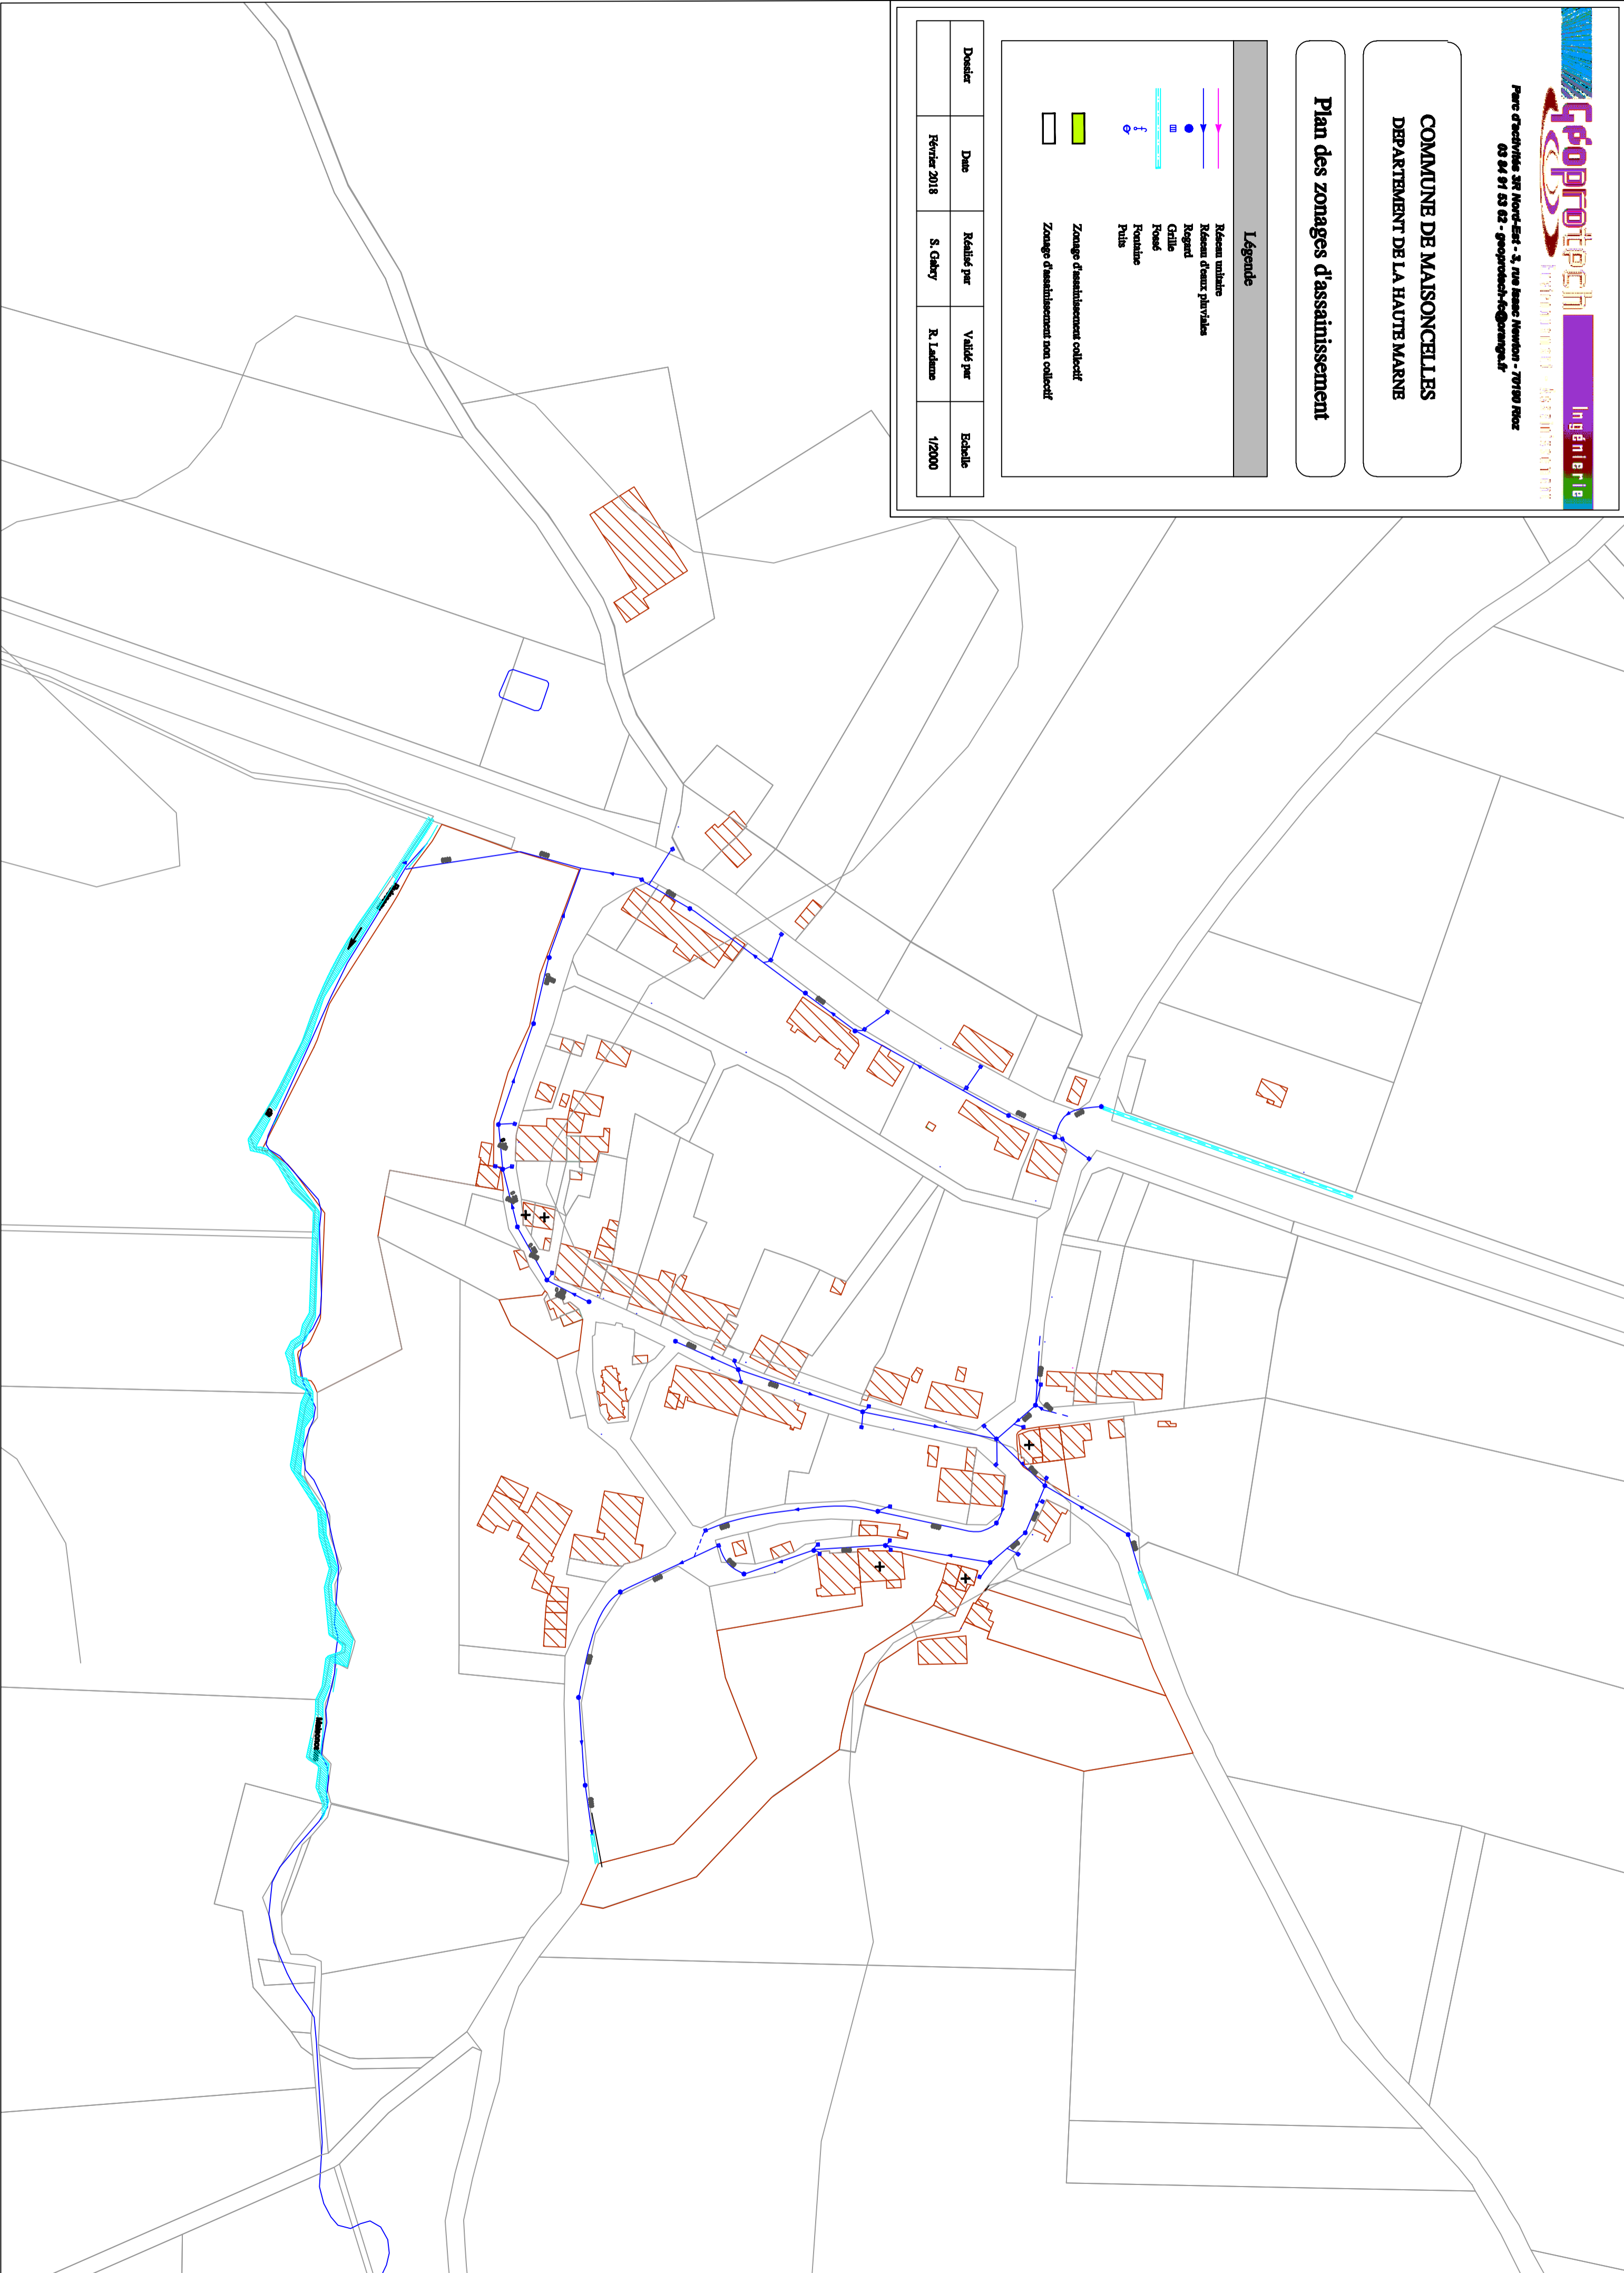 Géoprotech
Ingénierie
Parc d'activités 3R Nord-Est - 3, rue Isaac Newton - 70190 Rioz
03 84 91 53 62 - geoprotech-fc@orange.fr
COMMUNE DE MAISONCELLES
DEPARTEMENT DE LA HAUTE MARNE
Plan des zonages d'assainissement
Légende
Réseau unitaire
Réseau d'eaux pluviales
Regard
Grille
Fossé
Fontaine
Puits
Zonage d'assainissement collectif
Zonage d'assainissement non collectif
Dossier Date Réalisé par Validé par Echelle
Février 2018 S. Gabry R. Ladame 1/2000